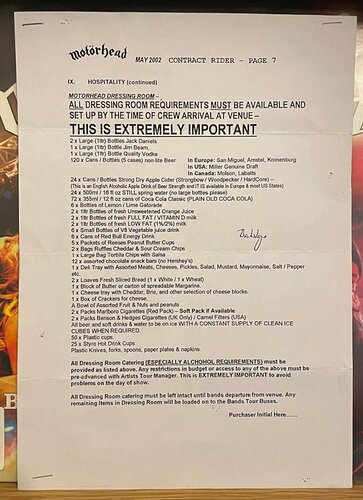 Motörhead MAY 2002 CONTRACT RIDER - PAGE 7
IX. HOSPITALITY (continued)
MOTORHEAD DRESSING ROOM –
ALL DRESSING ROOM REQUIREMENTS MUST BE AVAILABLE AND
SET UP BY THE TIME OF CREW ARRIVAL AT VENUE –
THIS IS EXTREMELY IMPORTANT
2 x Large (1ltr) Bottles Jack Daniels
1 x Large (1ltr) Bottle Jim Beam.
1 x Large (1ltr) Bottle Quality Vodka
120 x Cans / Bottles (5 cases) non-lite Beer In Europe: San Miguel, Amstel, Kronenburg
In USA: Miller Genuine Draft
In Canada: Molson, Labatts
24 x Cans / Bottles Strong Dry Apple Cider (Strongbow / Woodpecker / HardCore) –
(This is an English Alcoholic Apple Drink of Beer Strength and IT IS available in Europe & most US States)
24 x 500ml / 16 fl oz STILL spring water (no large bottles please)
72 x 355ml / 12 fl oz cans of Coca Cola Classic (PLAIN OLD COCA COLA)
6 x Bottles of Lemon / Lime Gatorade
2 x 1ltr Bottles of fresh Unsweetened Orange Juice
2 x 1ltr Bottles of fresh FULL FAT / VITAMIN D milk
2 x 1ltr Bottles of fresh LOW FAT (1%/2%) milk
6 x Small Bottles of V8 Vegetable juice drink
6 x Cans of Red Bull Energy Drink
5 x Packets of Reeses Peanut Butter Cups
2 x Bags Ruffles Cheddar & Sour Cream Chips
1 x Large Bag Tortilla Chips with Salsa
12 x assorted chocolate snack bars (no Hershey's)
1 x Deli Tray with Assorted Meats, Cheeses, Pickles, Salad, Mustard, Mayonnaise, Salt / Pepper
etc.
2 x Loaves Fresh Sliced Bread (1 x White / 1 x Wheat)
1 x Block of Butter or carton of spreadable Margarine.
1 x Cheese tray with Cheddar, Brie, and other selection of cheese blocks.
1 x Box of Crackers for cheese.
A Bowl of Assorted Fruit & Nuts and peanuts
2 x Packs Marlboro Cigarettes (Red Pack) – Soft Pack if Available
2 x Packs Benson & Hedges Cigarettes (UK Only) / Camel Filters (USA)
All beer and soft drinks & water to be on ice WITH A CONSTANT SUPPLY OF CLEAN ICE
CUBES WHEN REQUIRED.
50 x Plastic cups.
25 x Styro Hot Drink Cups
Plastic Knives, forks, spoons, paper plates & napkins.
All Dressing Room Catering (ESPECIALLY ALCHOHOL REQUIREMENTS) must be
provided as listed above. Any restrictions in budget or access to any of the above must be
pre-advanced with Artists Tour Manager. This is EXTREMELY IMPORTANT to avoid
problems on the day of show.
All Dressing Room catering must be left intact until bands departure from venue. Any
remaining items in Dressing Room will be loaded on to the Bands Tour Buses.
Purchaser Initial Here......